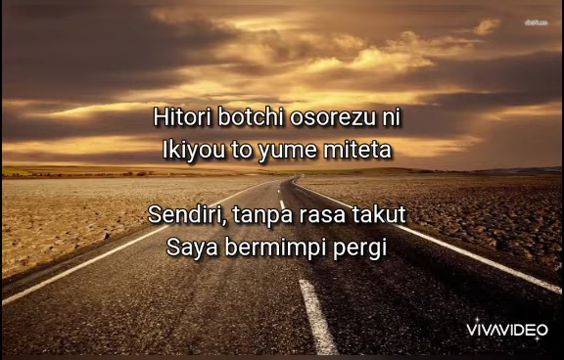 Hitori botchi osorezu ni
Ikiyou to yume miteta
Sendiri, tanpa rasa takut
Saya bermimpi pergi
VIVAVIDEO